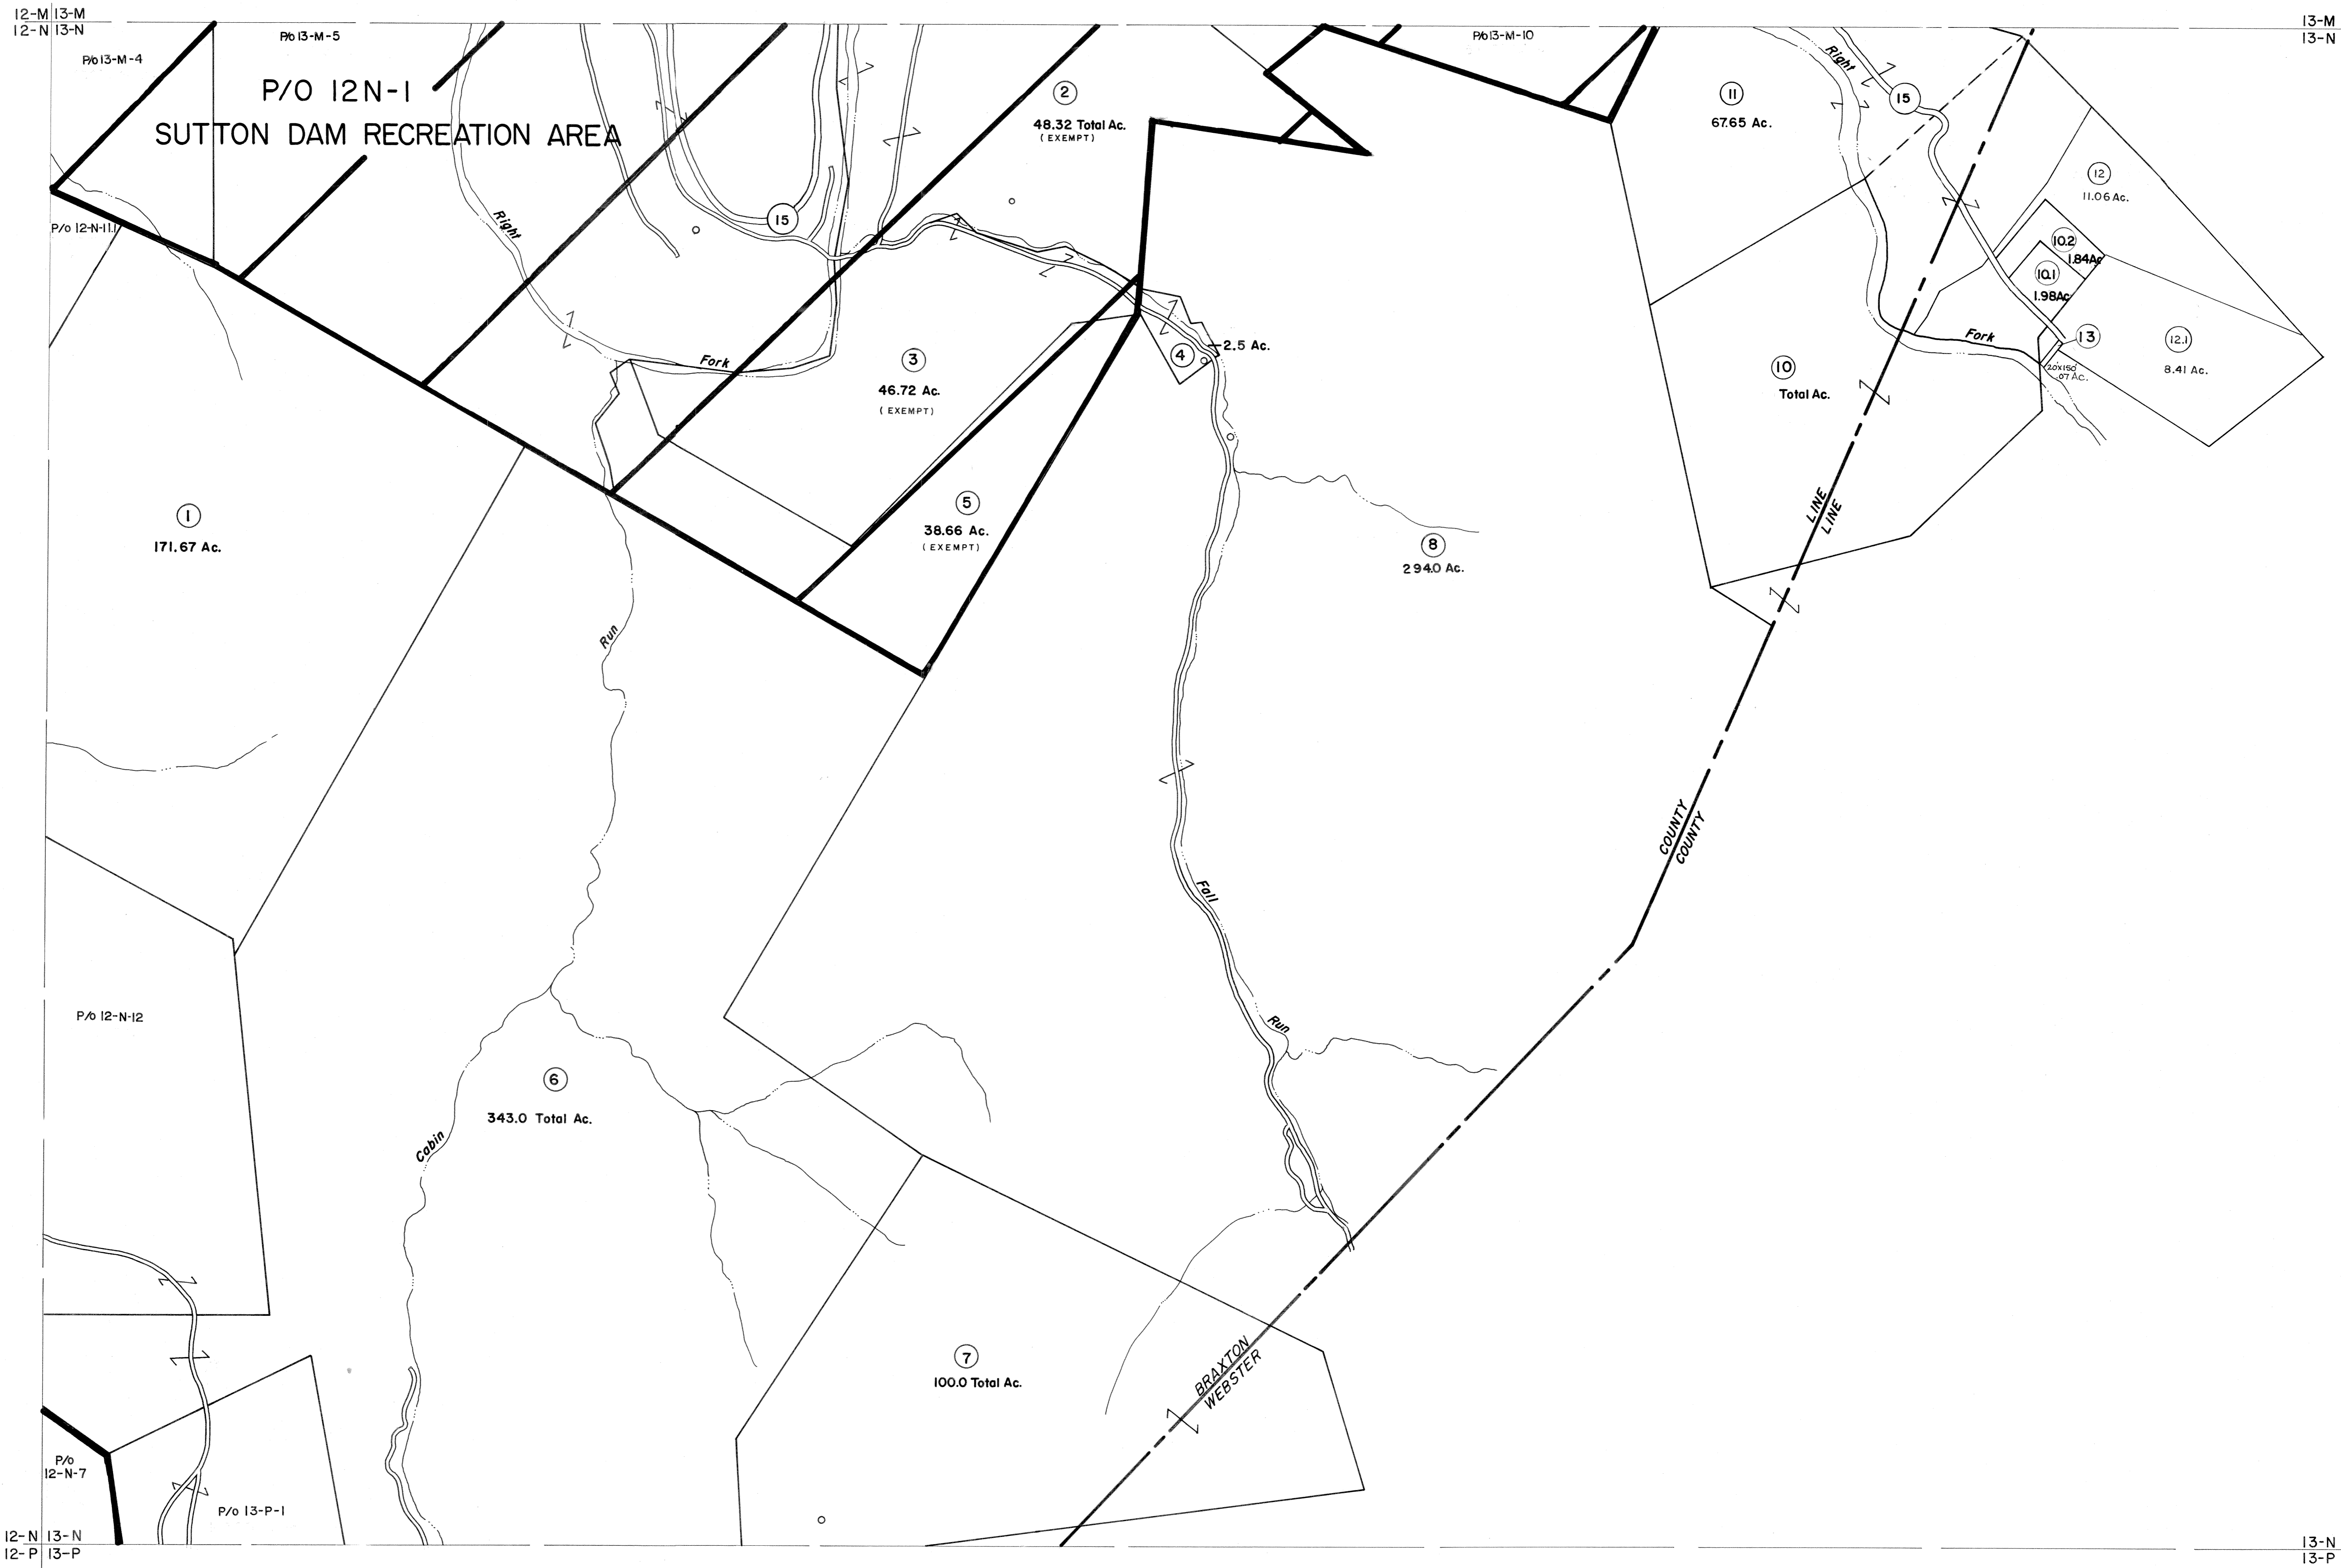 12-M 13-M
12-N 13-N
13-M
13-N
P/o 13-M-4
P/o 13-M-5
P/o 13-M-10
P/O 12N-1
SUTTON DAM RECREATION AREA
P/o 12-N-11.1
Right
15
2
48.32 Total Ac.
(EXEMPT)
11
67.65 Ac.
Right
15
12
11.06 Ac.
10.2
1.84Ac
10.1
1.98Ac
13
Fork
20X150'
.07 Ac.
12.1
8.41 Ac.
Fork
3
46.72 Ac.
(EXEMPT)
4
2.5 Ac.
10
Total Ac.
1
171.67 Ac.
5
38.66 Ac.
(EXEMPT)
8
294.0 Ac.
LINE
LINE
Run
COUNTY
COUNTY
Fall
Run
P/o 12-N-12
6
343.0 Total Ac.
Cabin
7
100.0 Total Ac.
BRAXTON
WEBSTER
P/o
12-N-7
P/o 13-P-1
12-N 13-N
12-P 13-P
13-N
13-P